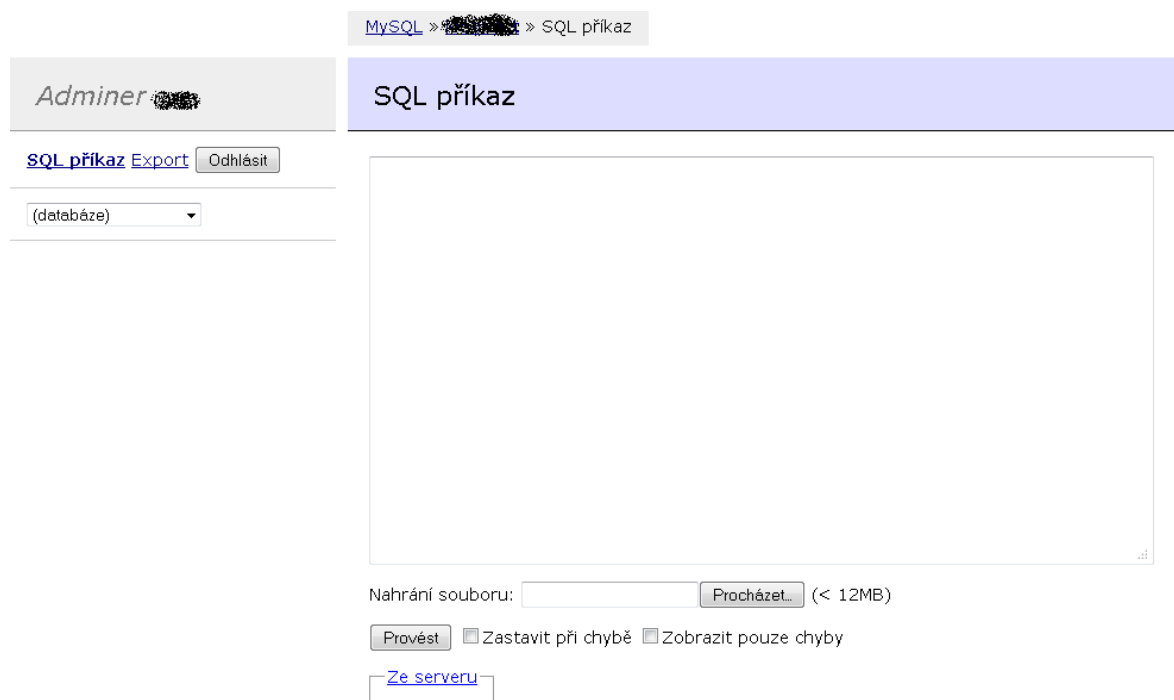 MySQL » » SQL příkaz
Adminer
SQL příkaz
SQL příkaz Export Odhlásit
(databáze)
Nahrání souboru: Procházet... (< 12MB)
Provést Zastavit při chybě Zobrazit pouze chyby
Ze serveru